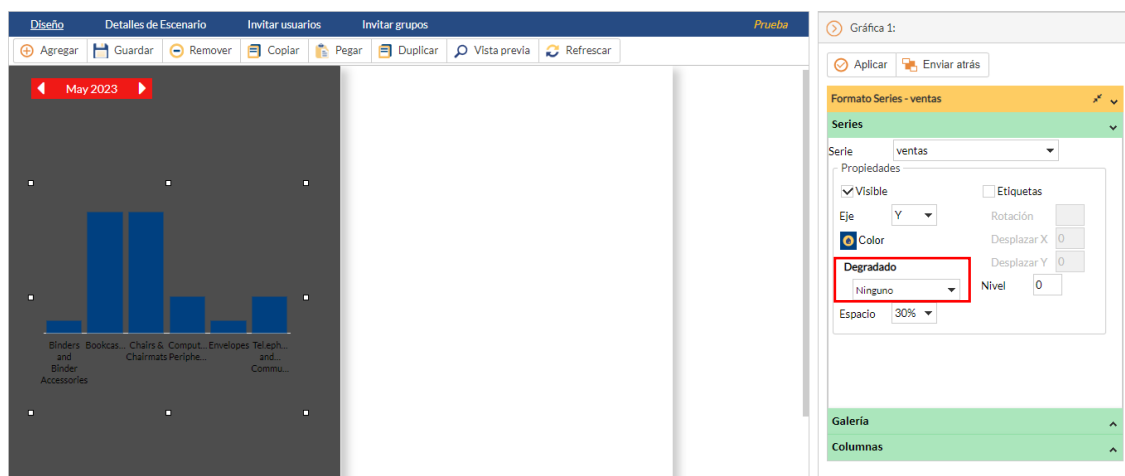 Diseño Detalles de Escenario Invitar usuarios Invitar grupos Prueba
Agregar Guardar Remover Copiar Pegar Duplicar Vista previa Refrescar
May 2023
Binders and Binder Accessories
Bookcas...
Chairs & Chairmats
Comput... Periphe...
Envelopes
Teleph... and... Commu...
Gráfica 1:
Aplicar Enviar atrás
Formato Series - ventas
Series
Serie ventas
Propiedades
Visible Etiquetas
Eje Y Rotación
Color Desplazar X 0
Degradado Desplazar Y 0
Ninguno Nivel 0
Espacio 30%
Galería
Columnas